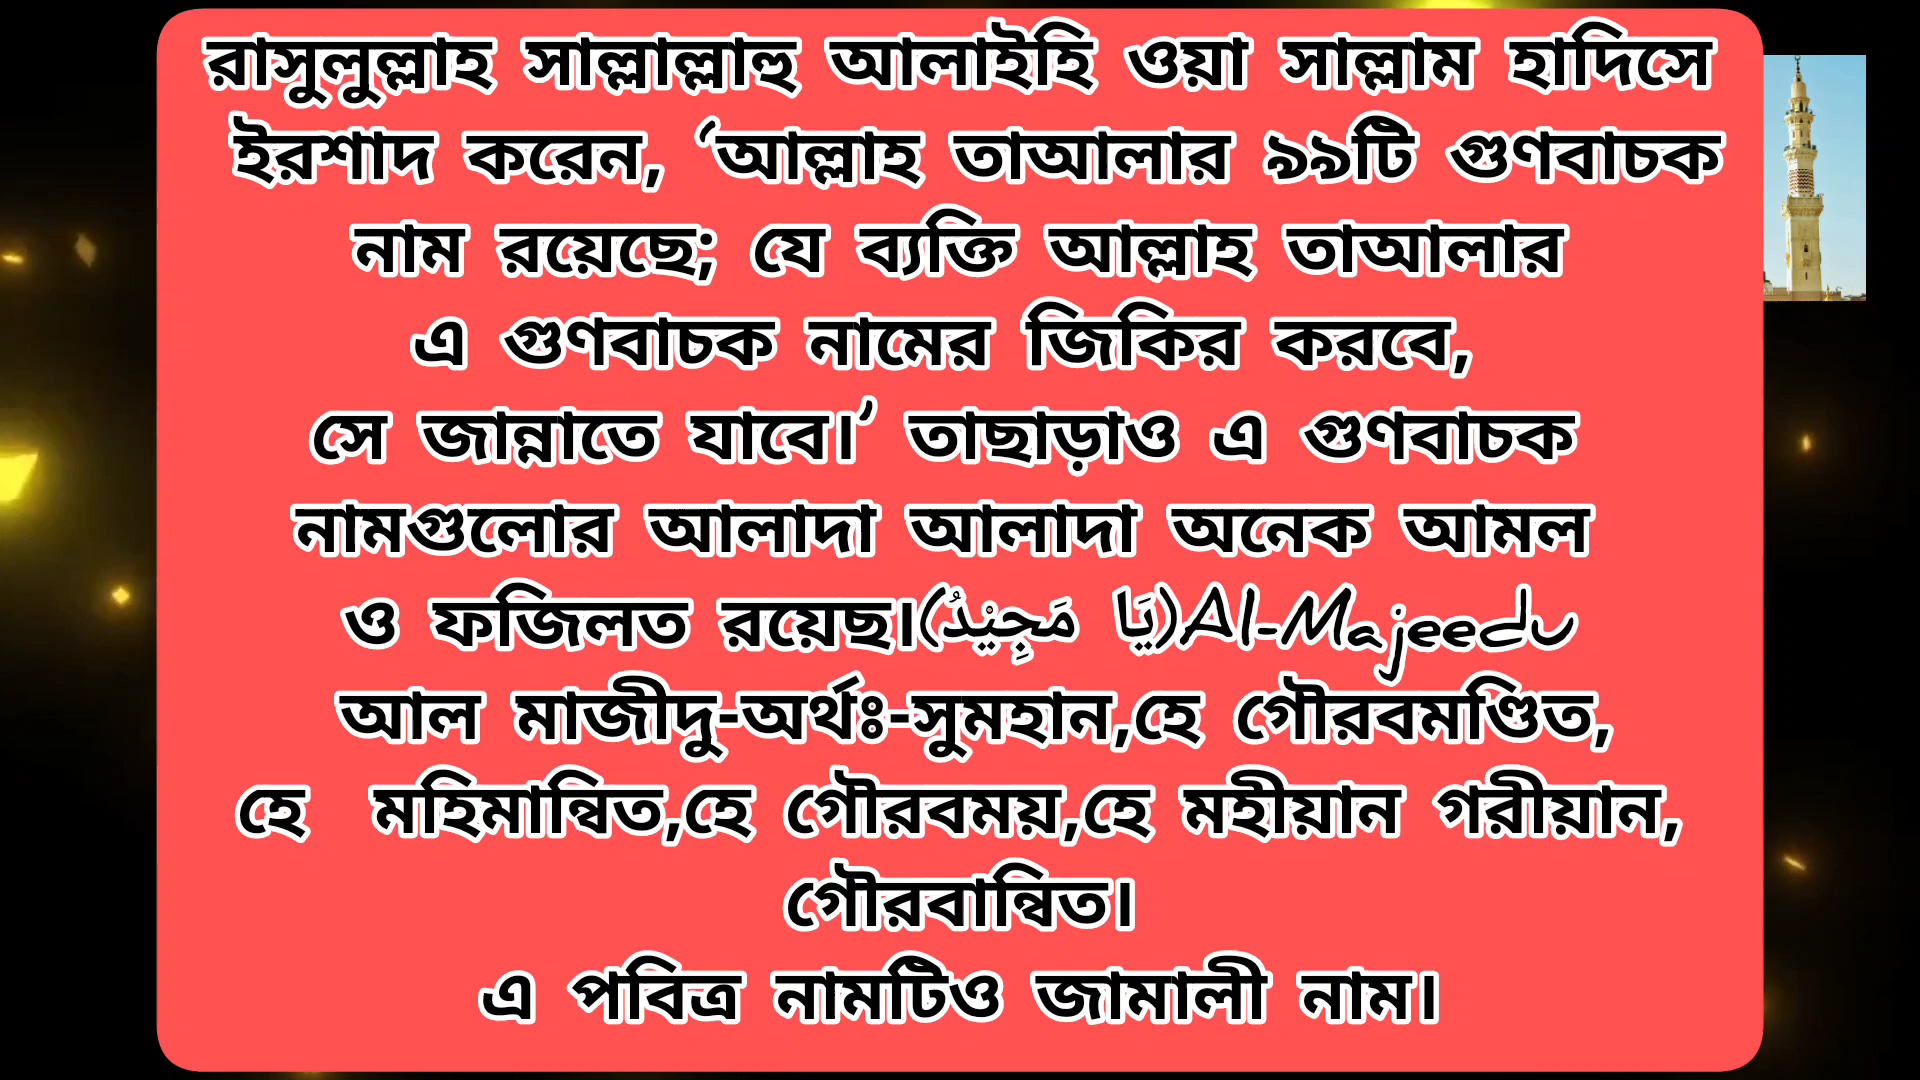 রাসুলুল্লাহ সাল্লাল্লাহু আলাইহি ওয়া সাল্লাম হাদিসে
ইরশাদ করেন, ‘আল্লাহ তাআলার ৯৯টি গুণবাচক
নাম রয়েছে; যে ব্যক্তি আল্লাহ তাআলার
এ গুণবাচক নামের জিকির করবে,
সে জান্নাতে যাবে।’ তাছাড়াও এ গুণবাচক
নামগুলোর আলাদা আলাদা অনেক আমল
ও ফজিলত রয়েছ।(يَا مَجِيْدُ)Al-Majeedu
আল মাজীদু-অর্থঃ-সুমহান,হে গৌরবমণ্ডিত,
হে মহিমান্বিত,হে গৌরবময়,হে মহীয়ান গরীয়ান,
গৌরবান্বিত।
এ পবিত্র নামটিও জামালী নাম।